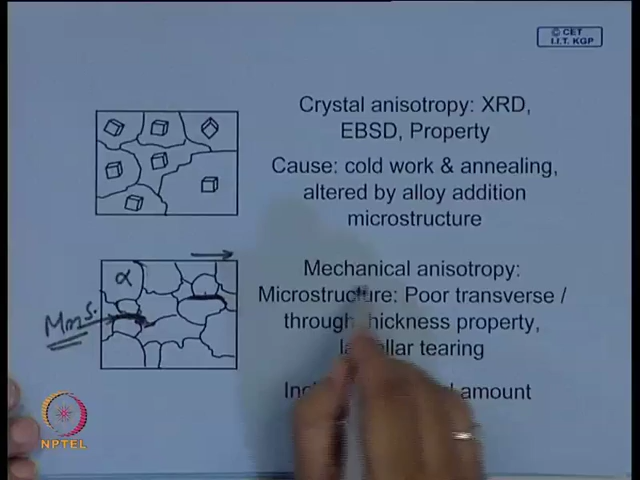 © CET
I.I.T. KGP
Crystal anisotropy: XRD,
EBSD, Property
Cause: cold work & annealing,
altered by alloy addition
microstructure
α
MnS.
Mechanical anisotropy:
Microstructure: Poor transverse /
through thickness property,
tearing
amount
NPTEL